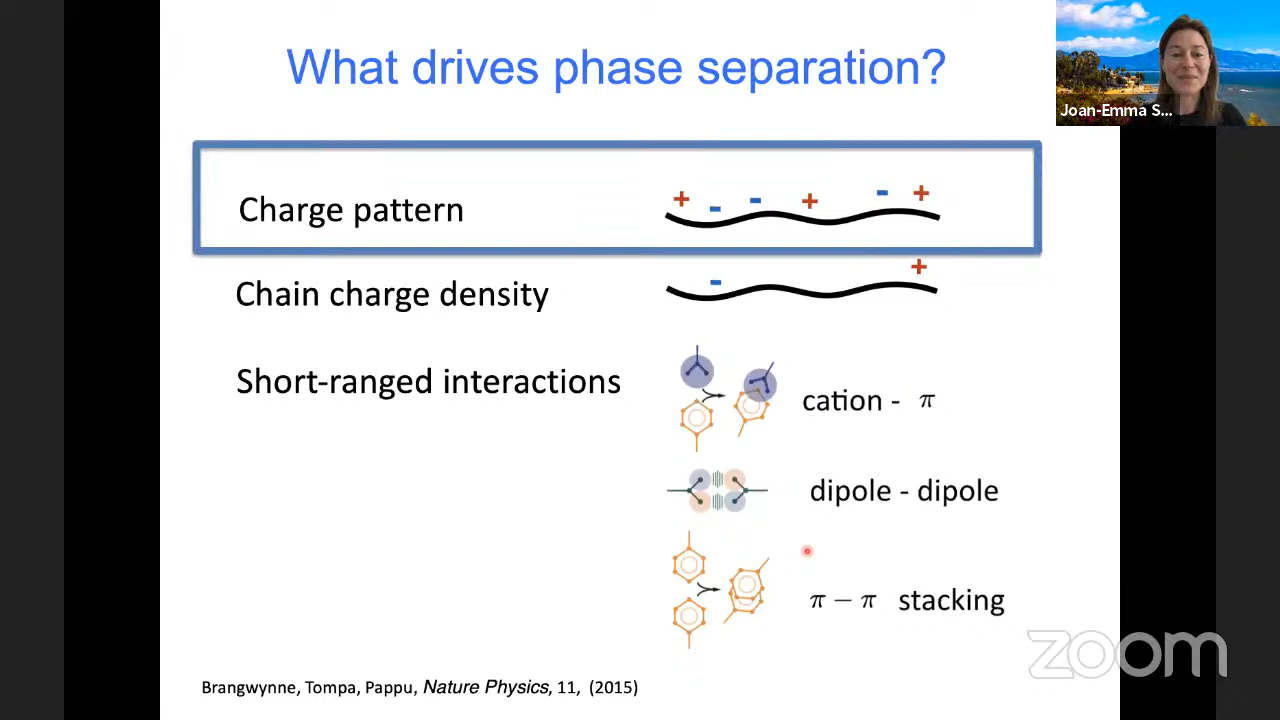 What drives phase separation?
Joan-Emma S...
Charge pattern
+ - - + - +
Chain charge density
- +
Short-ranged interactions
cation - π
dipole - dipole
π − π stacking
zoom
Brangwynne, Tompa, Pappu, Nature Physics, 11, (2015)